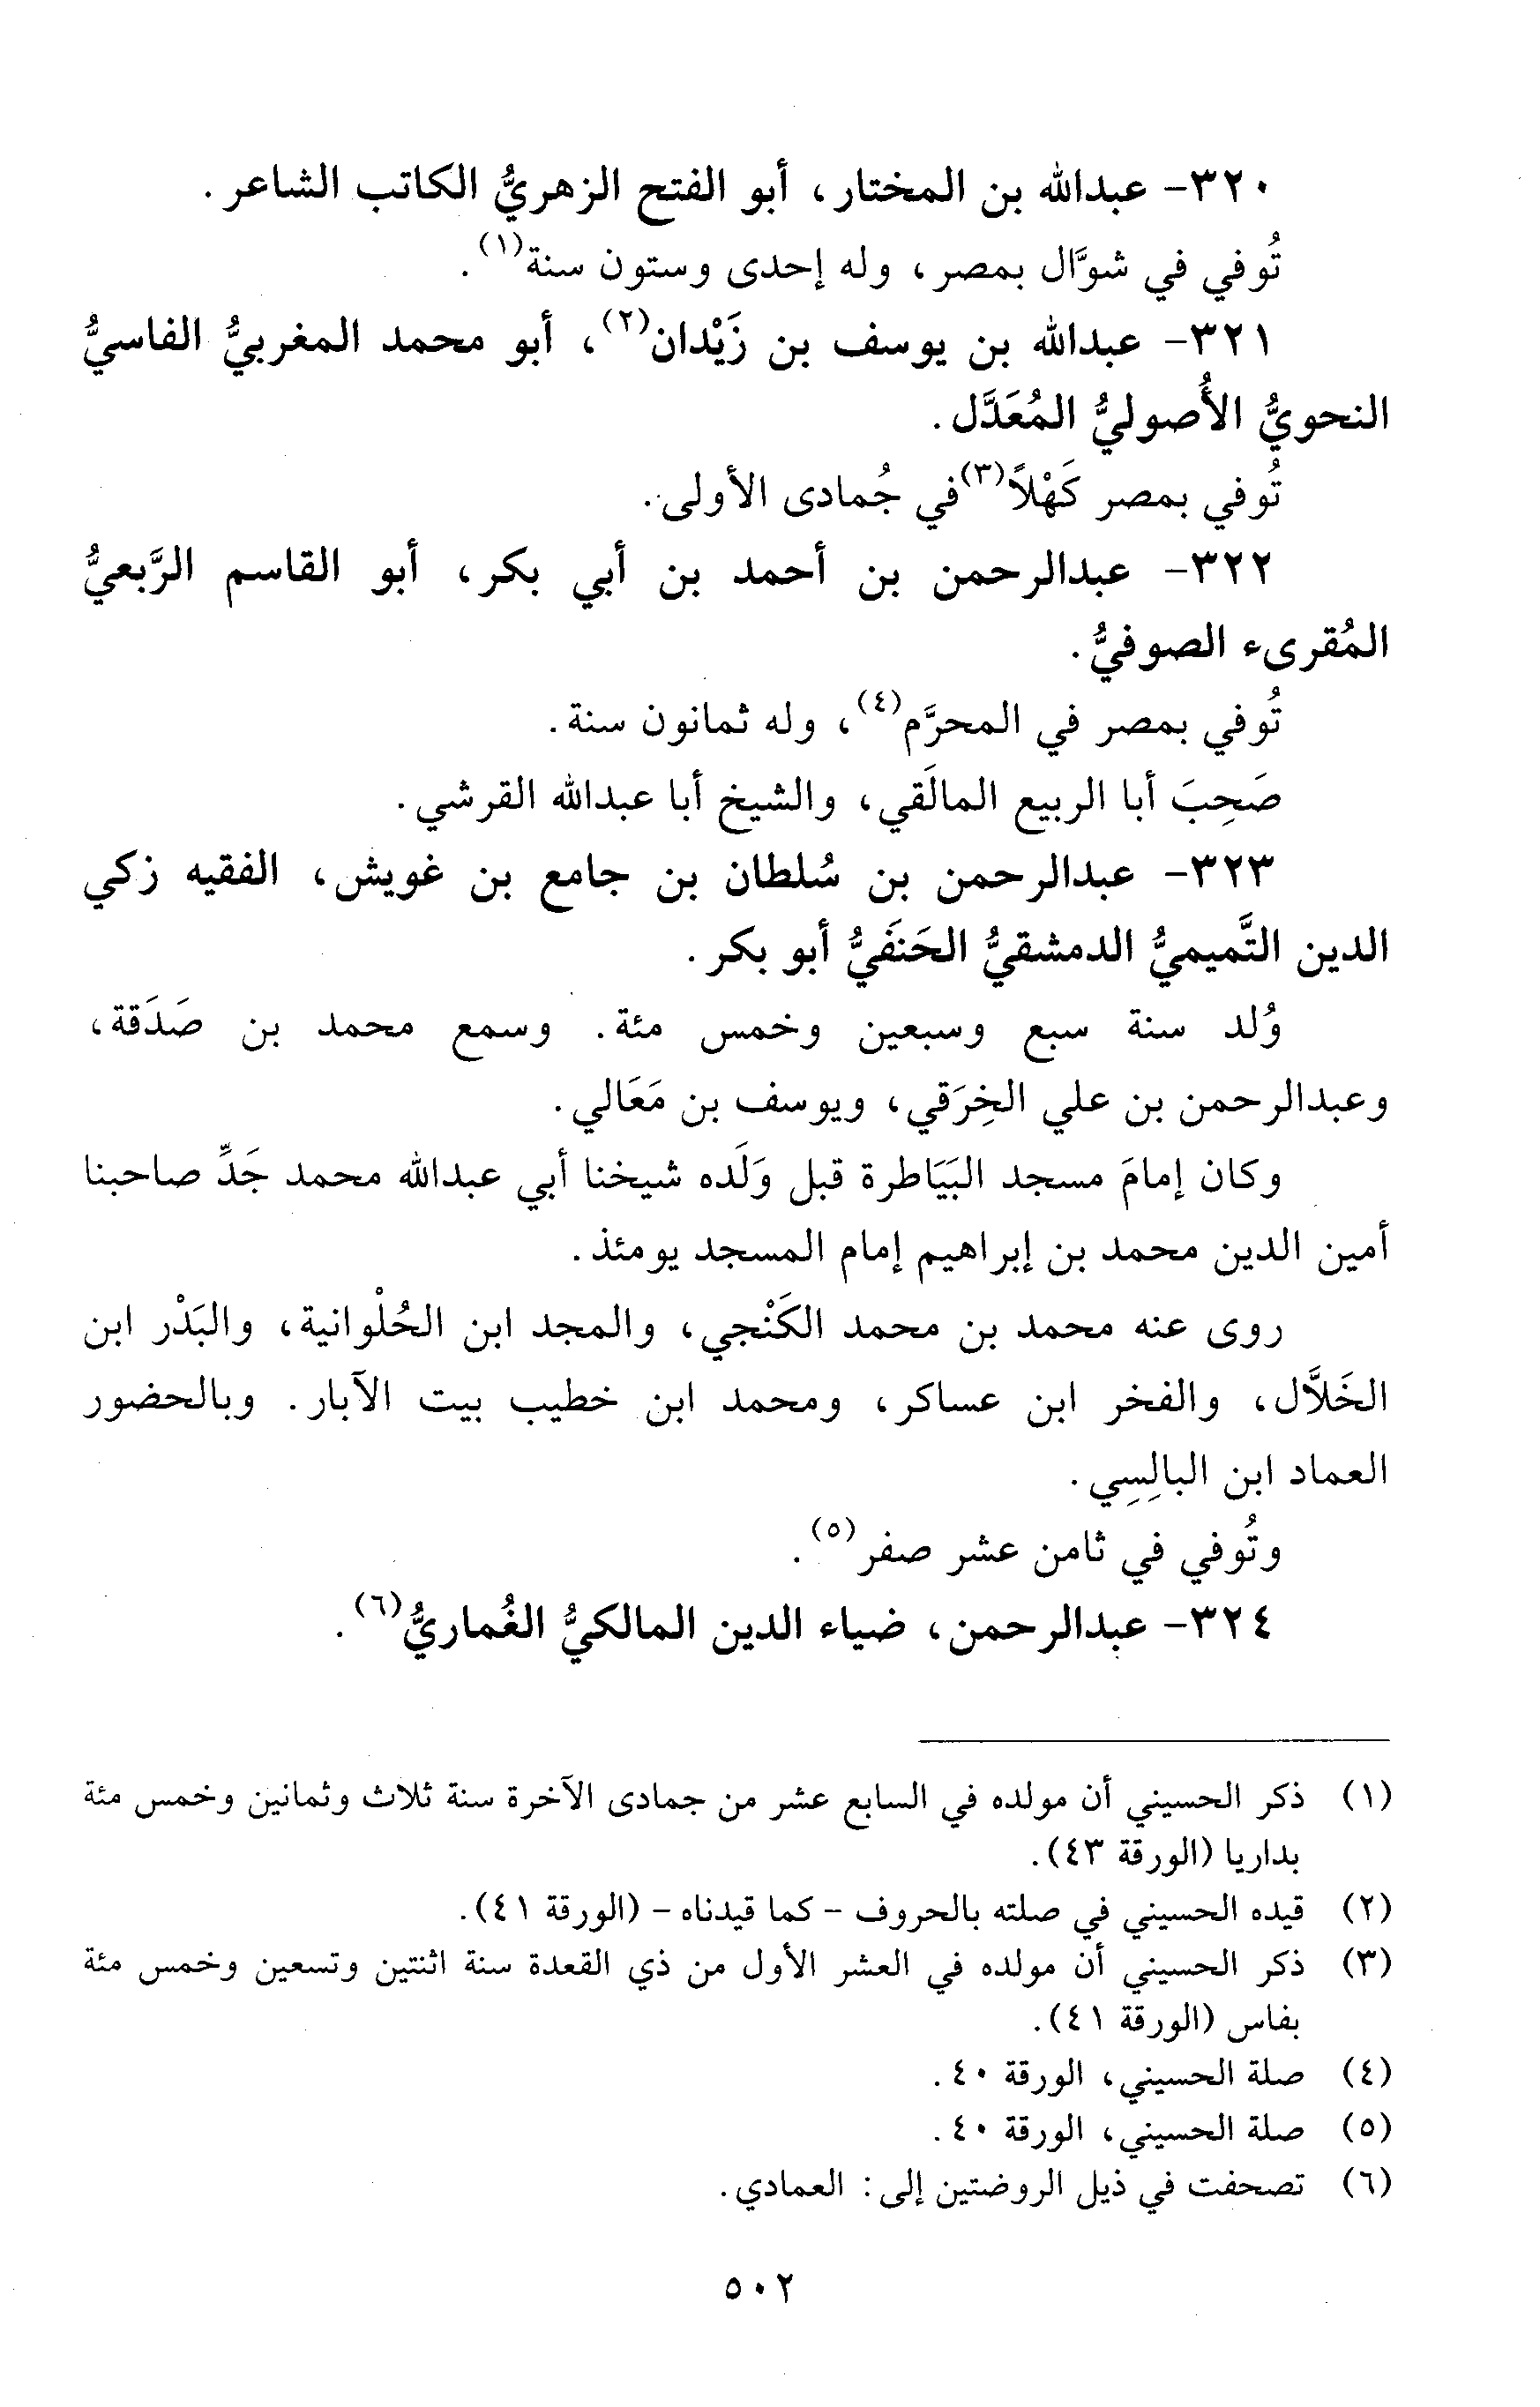 ٣٢٠- عبدالله بن المختار، أبو الفتح الزهريُّ الكاتب الشاعر.
تُوفي في شوَّال بمصر، وله إحدى وستون سنة(١).
٣٢١- عبدالله بن يوسف بن زَيْدان(٢)، أبو محمد المغربيُّ الفاسيُّ
النحويُّ الأُصوليُّ المُعَدَّل.
تُوفي بمصر كَهْلاً(٣)في جُمادى الأولى.
٣٢٢- عبدالرحمن بن أحمد بن أبي بكر، أبو القاسم الرَّبعيُّ
المُقرىء الصوفيُّ.
تُوفي بمصر في المحرَّم(٤)، وله ثمانون سنة.
صَحِبَ أبا الربيع المالَقي، والشيخ أبا عبدالله القرشي.
٣٢٣- عبدالرحمن بن سُلطان بن جامع بن غويش، الفقيه زكي
الدين التَّميميُّ الدمشقيُّ الحَنَفيُّ أبو بكر.
وُلد سنة سبع وسبعين وخمس مئة. وسمع محمد بن صَدَقة،
وعبدالرحمن بن علي الخِرَقي، ويوسف بن مَعَالي.
وكان إمامَ مسجد البَيَاطرة قبل وَلَده شيخنا أبي عبدالله محمد جَدِّ صاحبنا
أمين الدين محمد بن إبراهيم إمام المسجد يومئذ.
روى عنه محمد بن محمد الكَنْجي، والمجد ابن الحُلْوانية، والبَدْر ابن
الخَلاَّل، والفخر ابن عساكر، ومحمد ابن خطيب بيت الآبار. وبالحضور
العماد ابن البالِسِي.
وتُوفي في ثامن عشر صفر(٥).
٣٢٤- عبدالرحمن، ضياء الدين المالكيُّ الغُماريُّ(٦).
(١) ذكر الحسيني أن مولده في السابع عشر من جمادى الآخرة سنة ثلاث وثمانين وخمس مئة
بداريا (الورقة ٤٣).
(٢) قيده الحسيني في صلته بالحروف - كما قيدناه - (الورقة ٤١).
(٣) ذكر الحسيني أن مولده في العشر الأول من ذي القعدة سنة اثنتين وتسعين وخمس مئة
بفاس (الورقة ٤١).
(٤) صلة الحسيني، الورقة ٤٠.
(٥) صلة الحسيني، الورقة ٤٠.
(٦) تصحفت في ذيل الروضتين إلى: العمادي.
٥٠٢